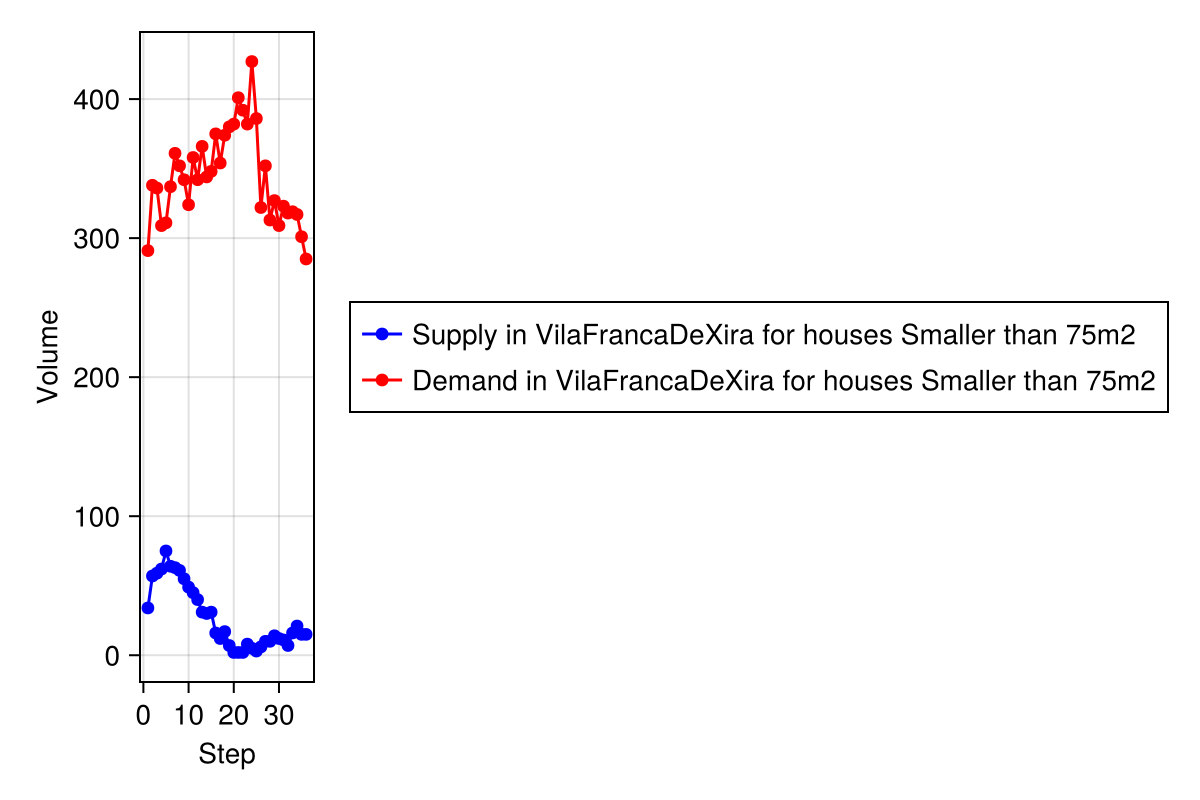 400
300
200
100
0
Volume
0 10 20 30
Step
Supply in VilaFrancaDeXira for houses Smaller than 75m2
Demand in VilaFrancaDeXira for houses Smaller than 75m2